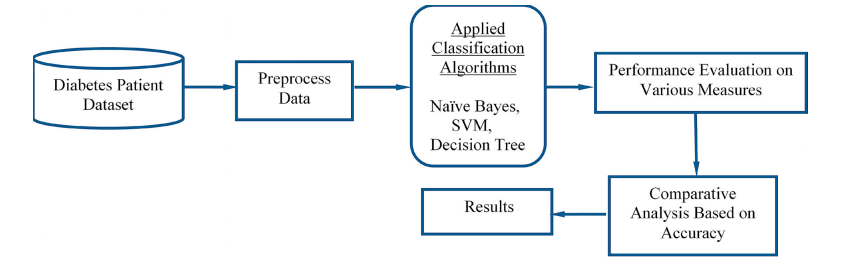 Diabetes Patient
Dataset
Preprocess
Data
Applied
Classification
Algorithms
Naïve Bayes,
SVM,
Decision Tree
Performance Evaluation on
Various Measures
Comparative
Analysis Based on
Accuracy
Results